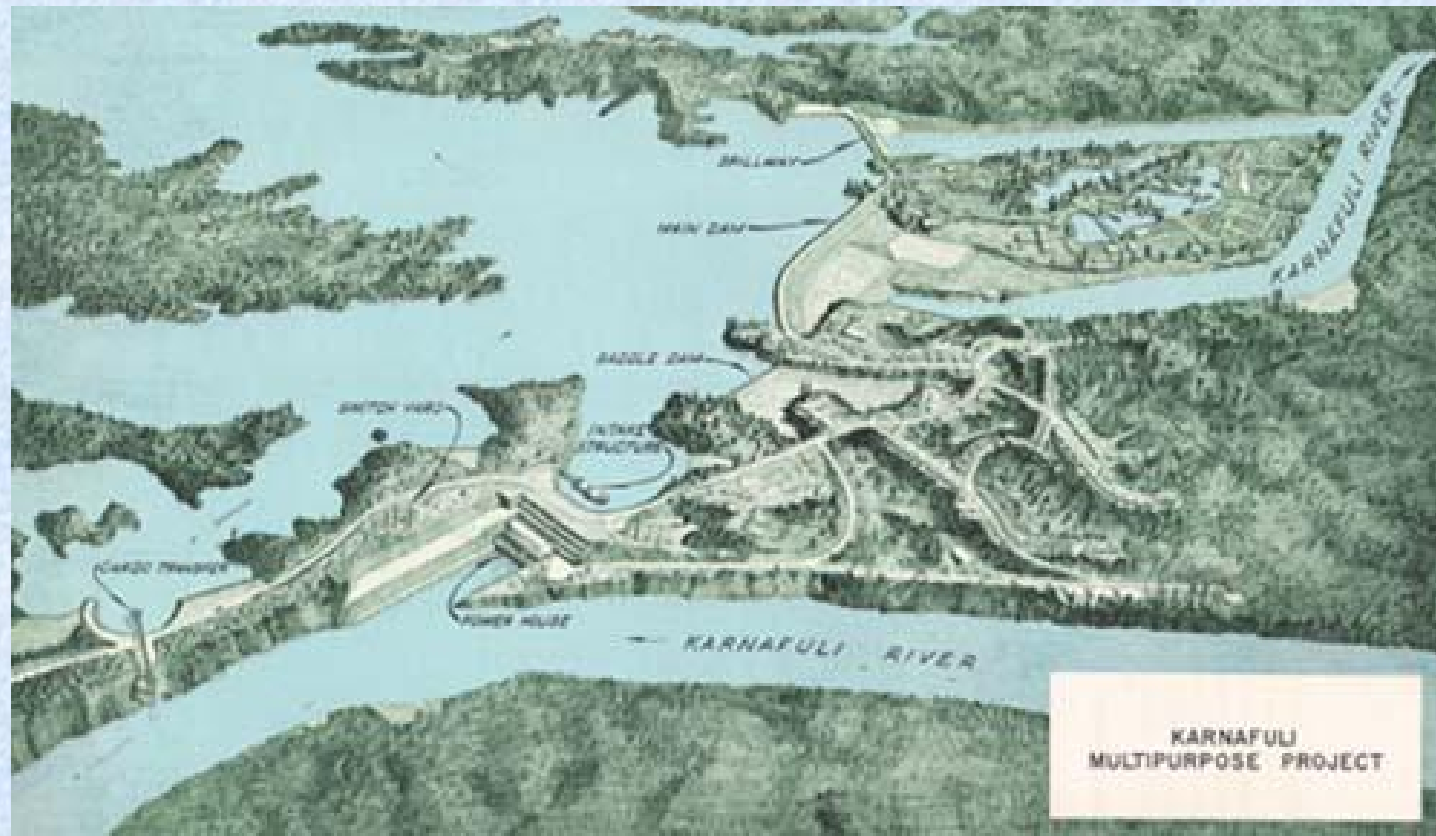 SPILLWAY
KARNAFULI RIVER
MAIN DAM
SADDLE DAM
SWITCH YARD
INTAKE
STRUCTURE
CARGO TRANSFER
POWER HOUSE
KARNAFULI RIVER
KARNAFULI
MULTIPURPOSE PROJECT